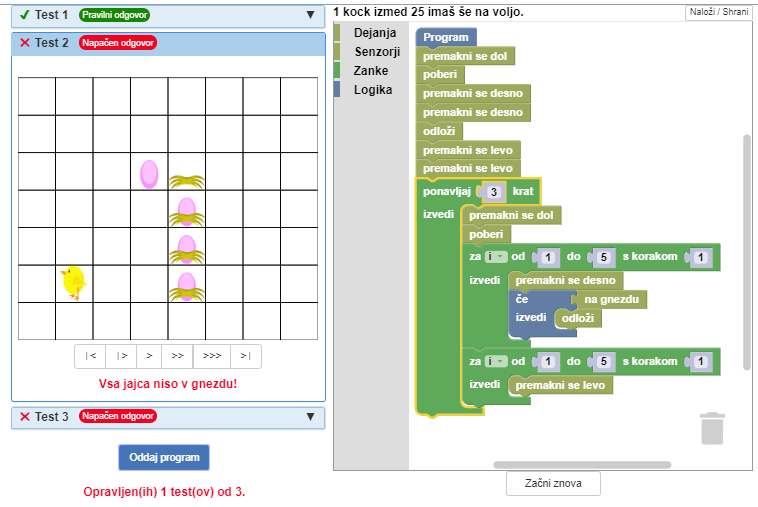 Test 1 Pravilni odgovor ▼
Test 2 Napačen odgovor
|< |> > >> >>> >|
Vsa jajca niso v gnezdu!
Test 3 Napačen odgovor ▼
Oddaj program
Opravljen(ih) 1 test(ov) od 3.
1 kock izmed 25 imaš še na voljo.
Naloži / Shrani
Dejanja
Senzorji
Zanke
Logika
Program
premakni se dol
poberi
premakni se desno
premakni se desno
odloži
premakni se levo
premakni se levo
ponavljaj 3 krat
izvedi premakni se dol
poberi
za i od 1 do 5 s korakom 1
izvedi premakni se desno
če na gnezdu
izvedi odloži
za i od 1 do 5 s korakom 1
izvedi premakni se levo
Začni znova